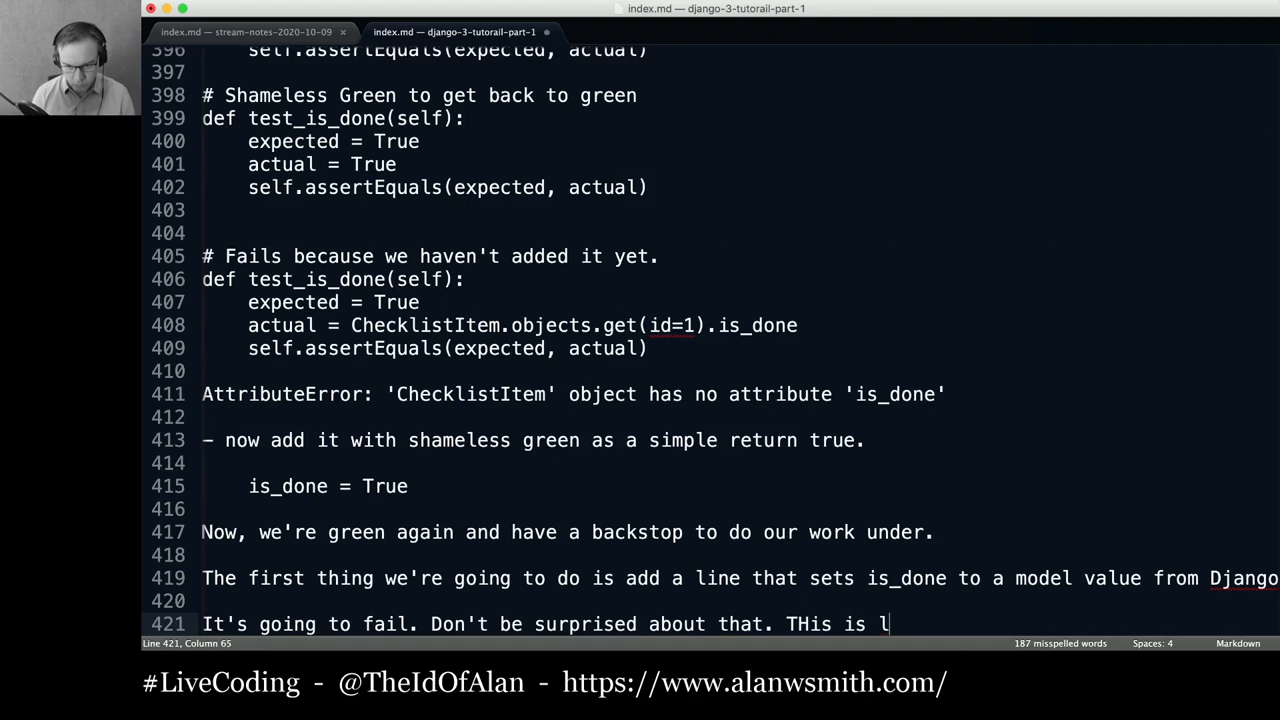 index.md — django-3-tutorail-part-1
index.md — stream-notes-2020-10-09 × index.md — django-3-tutorail-part-1
396 self.assertEquals(expected, actual)
397
398 # Shameless Green to get back to green
399 def test_is_done(self):
400 expected = True
401 actual = True
402 self.assertEquals(expected, actual)
403
404
405 # Fails because we haven't added it yet.
406 def test_is_done(self):
407 expected = True
408 actual = ChecklistItem.objects.get(id=1).is_done
409 self.assertEquals(expected, actual)
410
411 AttributeError: 'ChecklistItem' object has no attribute 'is_done'
412
413 - now add it with shameless green as a simple return true.
414
415 is_done = True
416
417 Now, we're green again and have a backstop to do our work under.
418
419 The first thing we're going to do is add a line that sets is_done to a model value from Django
420
421 It's going to fail. Don't be surprised about that. THis is l
Line 421, Column 65 187 misspelled words Spaces: 4 Markdown
#LiveCoding - @TheIdOfAlan - https://www.alanwsmith.com/